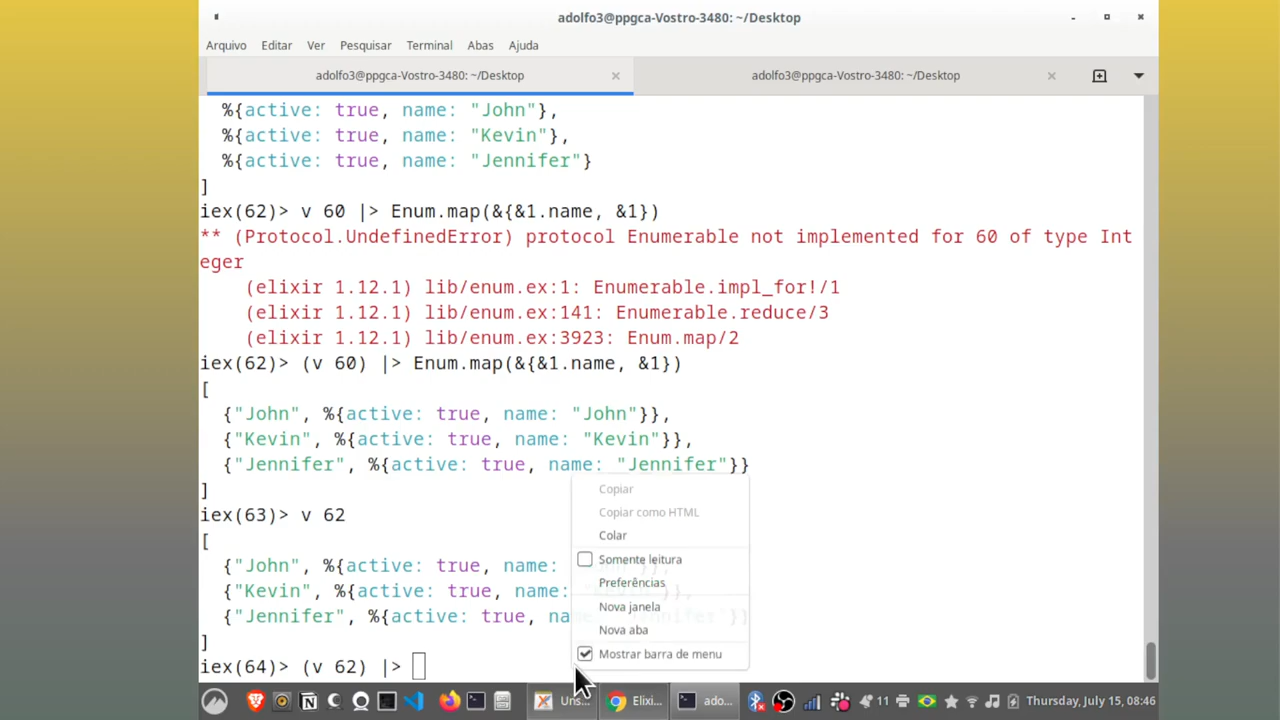 adolfo3@ppgca-Vostro-3480: ~/Desktop
Arquivo Editar Ver Pesquisar Terminal Abas Ajuda
adolfo3@ppgca-Vostro-3480: ~/Desktop adolfo3@ppgca-Vostro-3480: ~/Desktop
%{active: true, name: "John"},
%{active: true, name: "Kevin"},
%{active: true, name: "Jennifer"}
]
iex(62)> v 60 |> Enum.map(&{&1.name, &1})
** (Protocol.UndefinedError) protocol Enumerable not implemented for 60 of type Int
eger
(elixir 1.12.1) lib/enum.ex:1: Enumerable.impl_for!/1
(elixir 1.12.1) lib/enum.ex:141: Enumerable.reduce/3
(elixir 1.12.1) lib/enum.ex:3923: Enum.map/2
iex(62)> (v 60) |> Enum.map(&{&1.name, &1})
[
{"John", %{active: true, name: "John"}},
{"Kevin", %{active: true, name: "Kevin"}},
{"Jennifer", %{active: true, name: "Jennifer"}}
]
iex(63)> v 62
[
{"John", %{active: true, name:
{"Kevin", %{active: true, name:
{"Jennifer", %{active: true, na
]
iex(64)> (v 62) |>
Copiar
Copiar como HTML
Colar
Somente leitura
Preferências
Nova janela
Nova aba
Mostrar barra de menu
Uns... Elixi... ado... 11 Thursday, July 15, 08:46